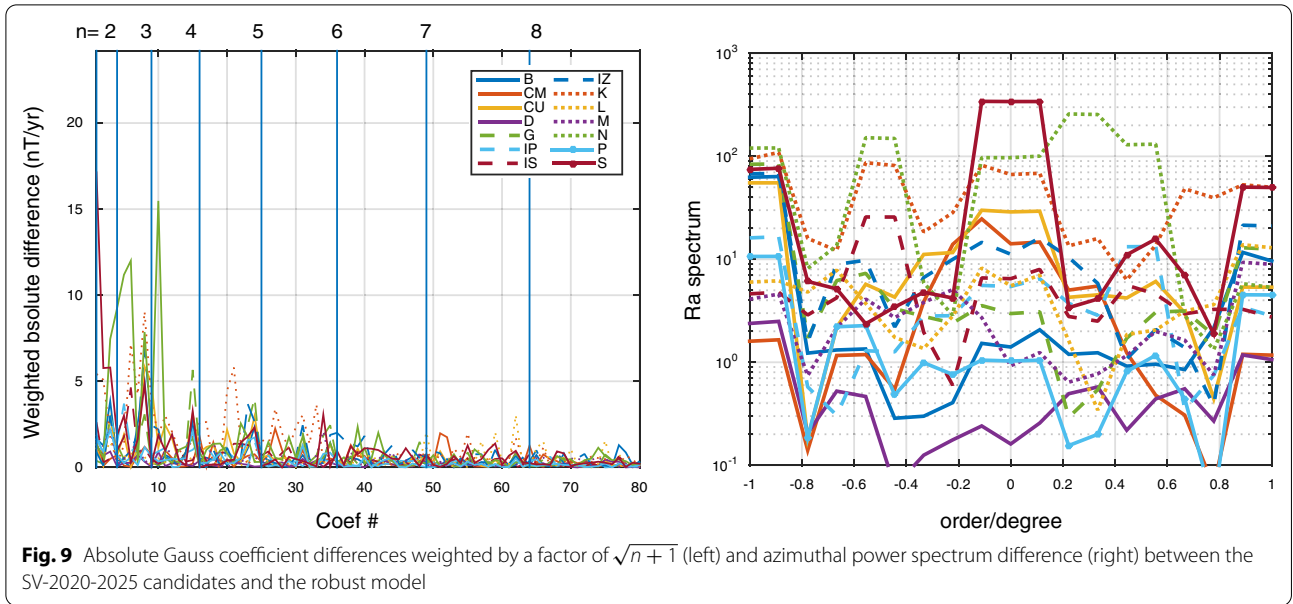 n= 2 3 4 5 6 7 8
Weighted absolute difference (nT/yr)
20
15
10
5
0
10 20 30 40 50 60 70 80
Coef #
B IZ
CM K
CU L
D M
G N
IP P
IS S
Ra spectrum
10^3
10^2
10^1
10^0
10^-1
-1 -0.8 -0.6 -0.4 -0.2 0 0.2 0.4 0.6 0.8 1
order/degree
Fig. 9 Absolute Gauss coefficient differences weighted by a factor of √n + 1 (left) and azimuthal power spectrum difference (right) between the
SV-2020-2025 candidates and the robust model